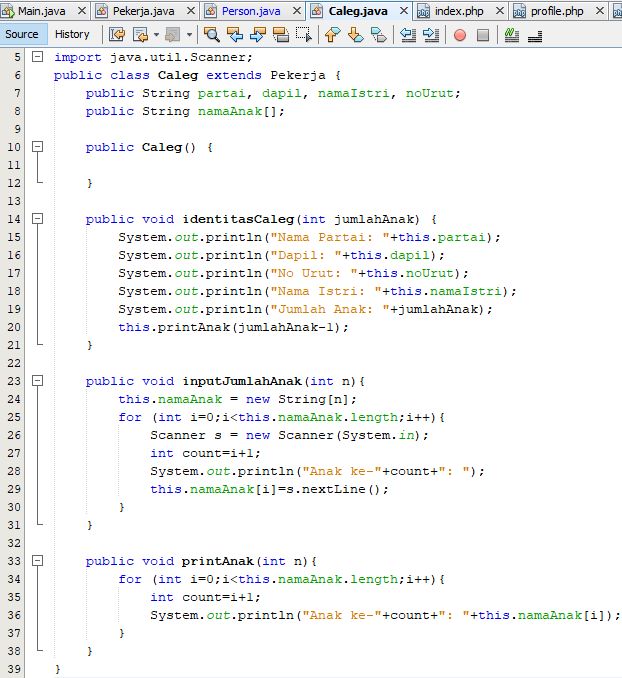 Main.java Pekerja.java Person.java Caleg.java index.php profile.php
Source History
5 import java.util.Scanner;
6 public class Caleg extends Pekerja {
7 public String partai, dapil, namaIstri, noUrut;
8 public String namaAnak[];
9
10 public Caleg() {
11
12 }
13
14 public void identitasCaleg(int jumlahAnak) {
15 System.out.println("Nama Partai: "+this.partai);
16 System.out.println("Dapil: "+this.dapil);
17 System.out.println("No Urut: "+this.noUrut);
18 System.out.println("Nama Istri: "+this.namaIstri);
19 System.out.println("Jumlah Anak: "+jumlahAnak);
20 this.printAnak(jumlahAnak-1);
21 }
22
23 public void inputJumlahAnak(int n){
24 this.namaAnak = new String[n];
25 for (int i=0;i<this.namaAnak.length;i++){
26 Scanner s = new Scanner(System.in);
27 int count=i+1;
28 System.out.println("Anak ke-"+count+": ");
29 this.namaAnak[i]=s.nextLine();
30 }
31 }
32
33 public void printAnak(int n){
34 for (int i=0;i<this.namaAnak.length;i++){
35 int count=i+1;
36 System.out.println("Anak ke-"+count+": "+this.namaAnak[i]);
37 }
38 }
39 }